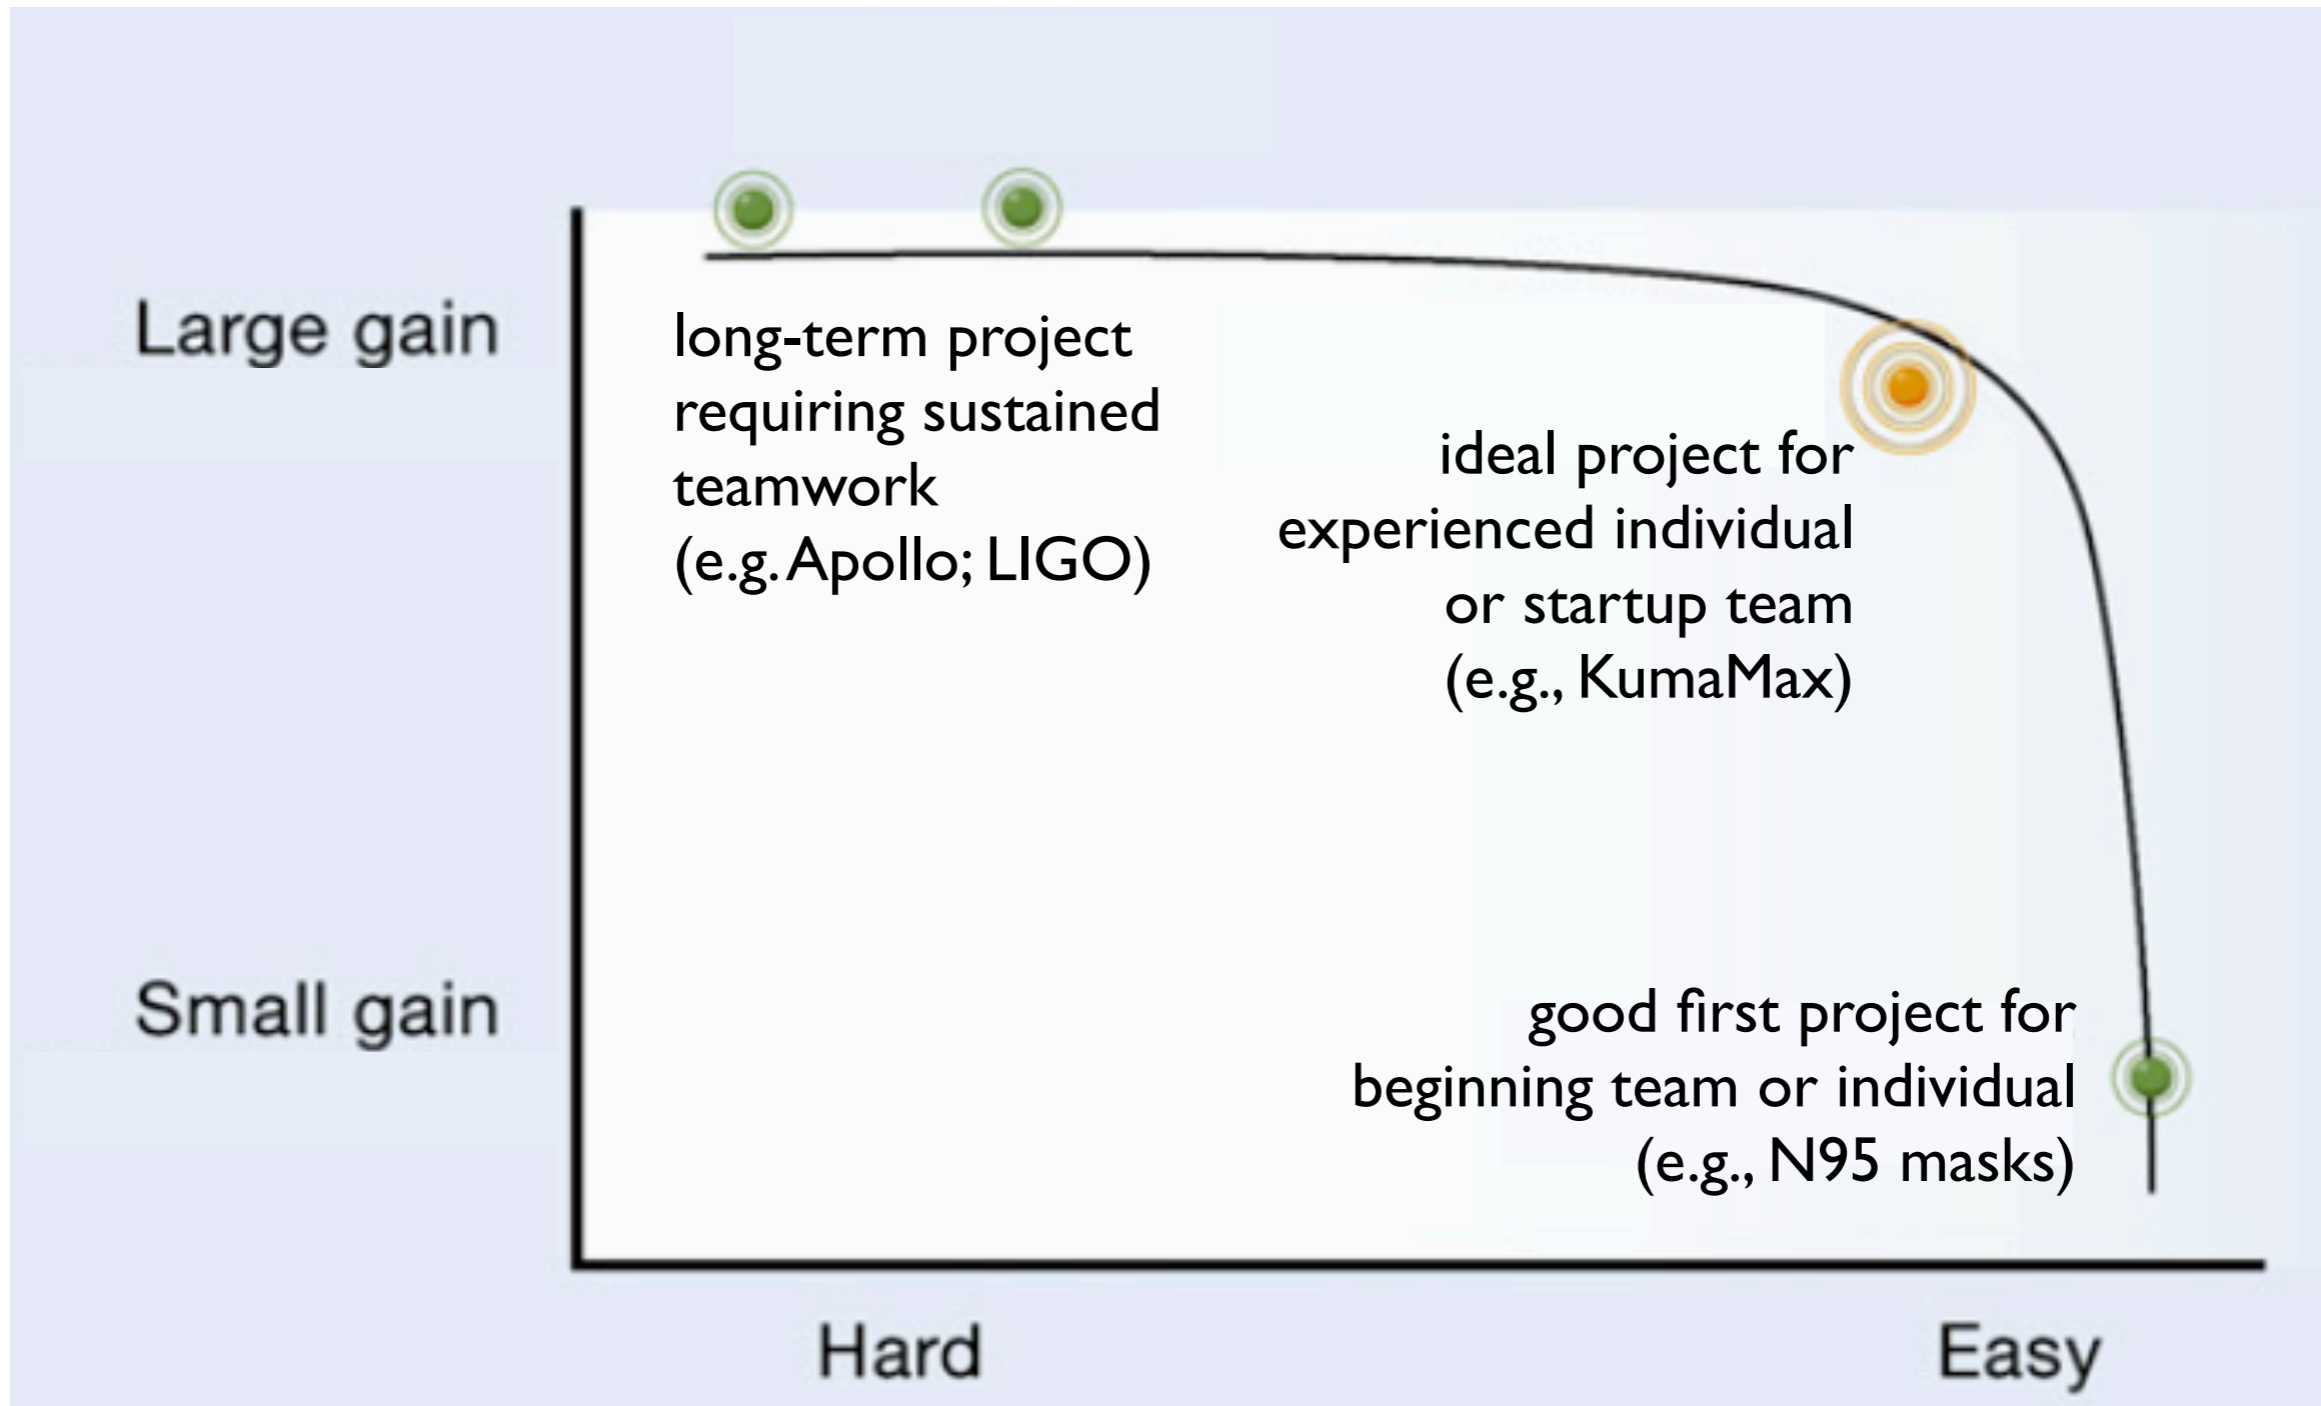 Large gain
long-term project
requiring sustained
teamwork
(e.g. Apollo; LIGO)
ideal project for
experienced individual
or startup team
(e.g., KumaMax)
Small gain
good first project for
beginning team or individual
(e.g., N95 masks)
Hard
Easy